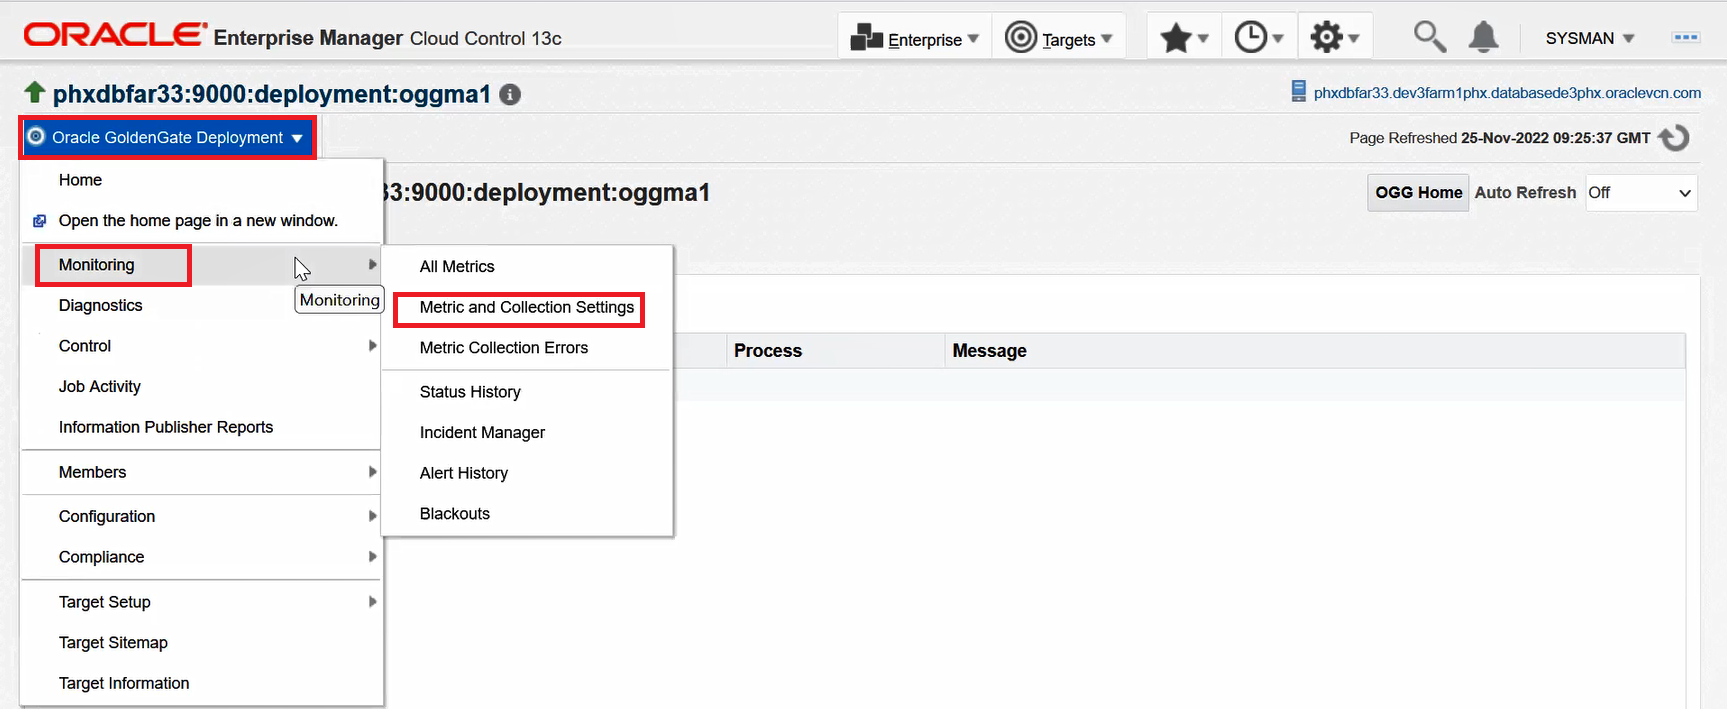 ORACLE Enterprise Manager Cloud Control 13c
Enterprise
Targets
SYSMAN
phxdbfar33:9000:deployment:oggma1
phxdbfar33.dev3farm1phx.databasede3phx.oraclevcn.com
Oracle GoldenGate Deployment
Page Refreshed 25-Nov-2022 09:25:37 GMT
33:9000:deployment:oggma1
OGG Home
Auto Refresh
Off
Home
Open the home page in a new window.
Monitoring
Diagnostics
Control
Job Activity
Information Publisher Reports
Members
Configuration
Compliance
Target Setup
Target Sitemap
Target Information
Monitoring
All Metrics
Metric and Collection Settings
Metric Collection Errors
Status History
Incident Manager
Alert History
Blackouts
Process
Message